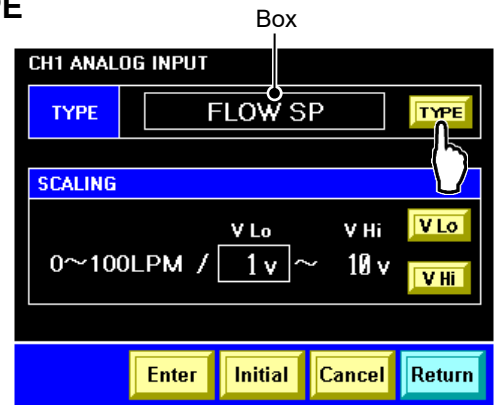 PE
Box
CH1 ANALOG INPUT
TYPE FLOW SP TYPE
SCALING
V Lo V Hi V Lo
0~100LPM / 1 v ~ 10 v V Hi
Enter Initial Cancel Return